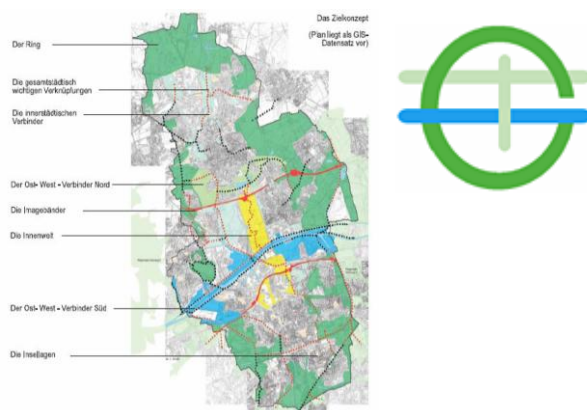 Das Zielkonzept
(Plan liegt als GIS-
Datensatz vor)
Der Ring
Die gesamtstädtisch
wichtigen Verknüpfungen
Die innerstädtischen
Verbinder
Der Ost- West - Verbinder Nord
Die Imagebänder
Die Innenwelt
Der Ost- West - Verbinder Süd
Die Insellagen